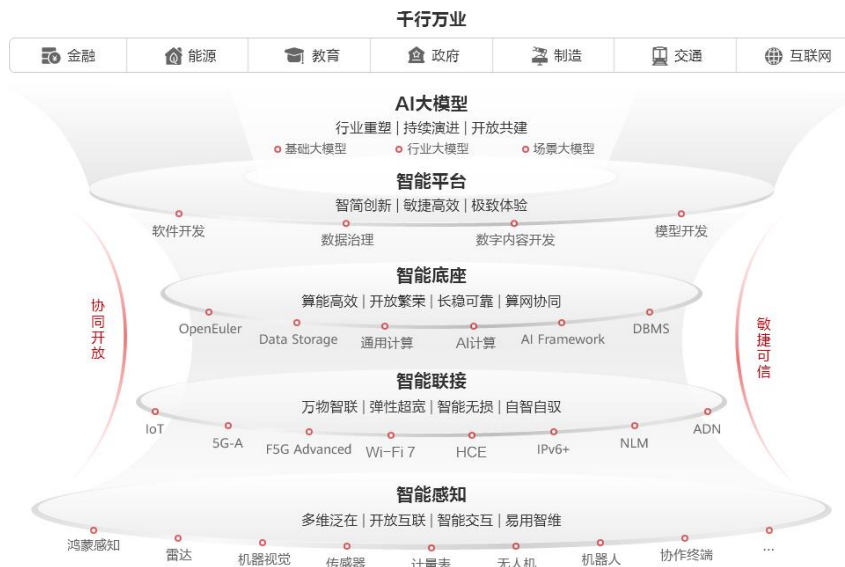 千行万业
金融 能源 教育 政府 制造 交通 互联网
AI大模型
行业重塑 | 持续演进 | 开放共建
基础大模型 行业大模型 场景大模型
智能平台
智简创新 | 敏捷高效 | 极致体验
软件开发 数据治理 数字内容开发 模型开发
智能底座
算能高效 | 开放繁荣 | 长稳可靠 | 算网协同
OpenEuler Data Storage 通用计算 AI计算 AI Framework DBMS
协同开放
敏捷可信
智能联接
万物智联 | 弹性超宽 | 智能无损 | 自智自驭
IoT 5G-A F5G Advanced Wi-Fi 7 HCE IPv6+ NLM ADN
智能感知
多维泛在 | 开放互联 | 智能交互 | 易用智维
鸿蒙感知 雷达 机器视觉 传感器 计量表 无人机 机器人 协作终端 ...